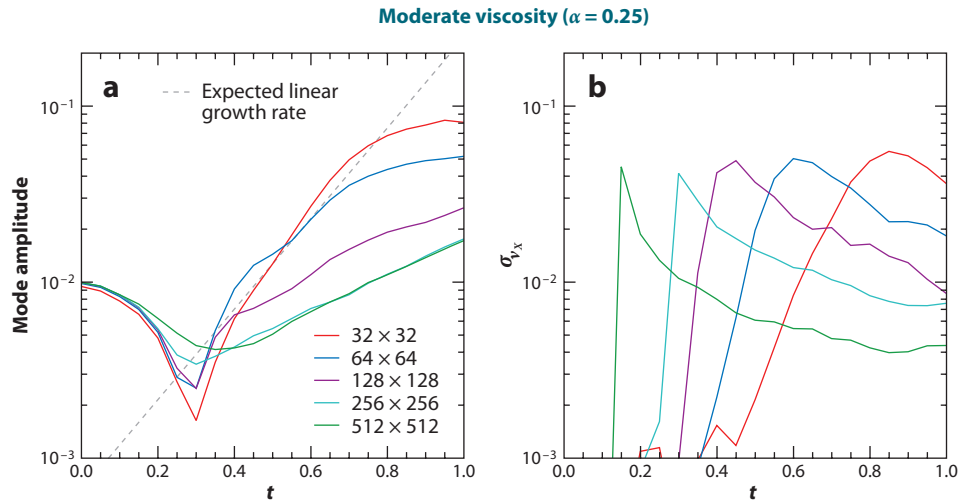 Moderate viscosity (α = 0.25)
a
Expected linear
growth rate
Mode amplitude
10⁻¹
10⁻²
10⁻³
32 × 32
64 × 64
128 × 128
256 × 256
512 × 512
0.0 0.2 0.4 0.6 0.8 1.0
t
b
σ_vₓ
10⁻¹
10⁻²
10⁻³
0.0 0.2 0.4 0.6 0.8 1.0
t